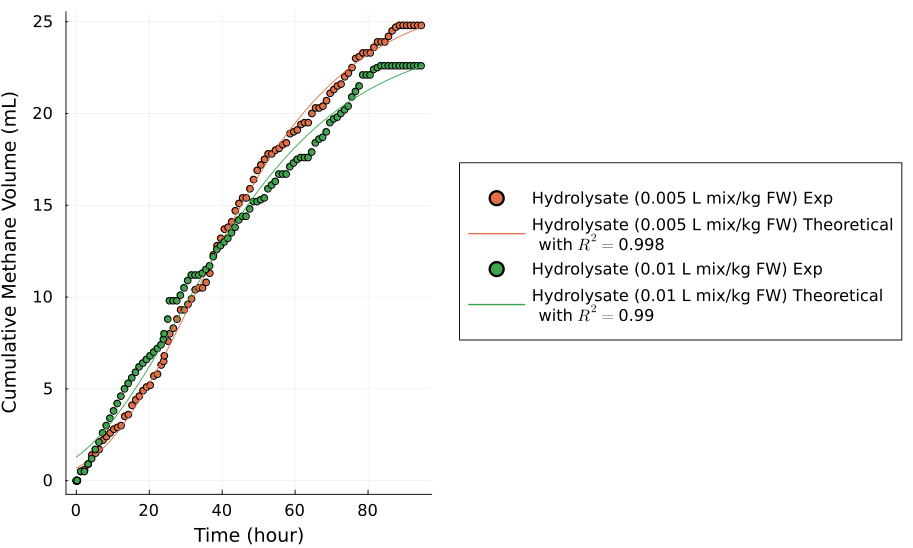 25
20
15
10
5
0
Cumulative Methane Volume (mL)
0 20 40 60 80
Time (hour)
Hydrolysate (0.005 L mix/kg FW) Exp
Hydrolysate (0.005 L mix/kg FW) Theoretical
with R² = 0.998
Hydrolysate (0.01 L mix/kg FW) Exp
Hydrolysate (0.01 L mix/kg FW) Theoretical
with R² = 0.99